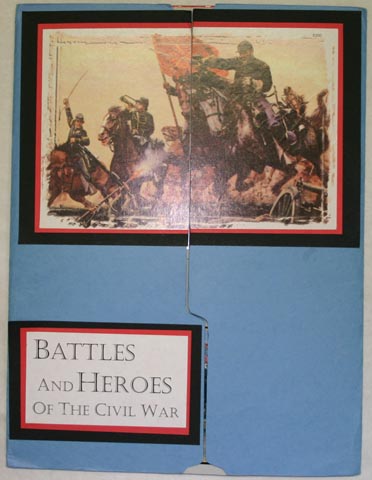 BATTLES
AND HEROES
OF THE CIVIL WAR